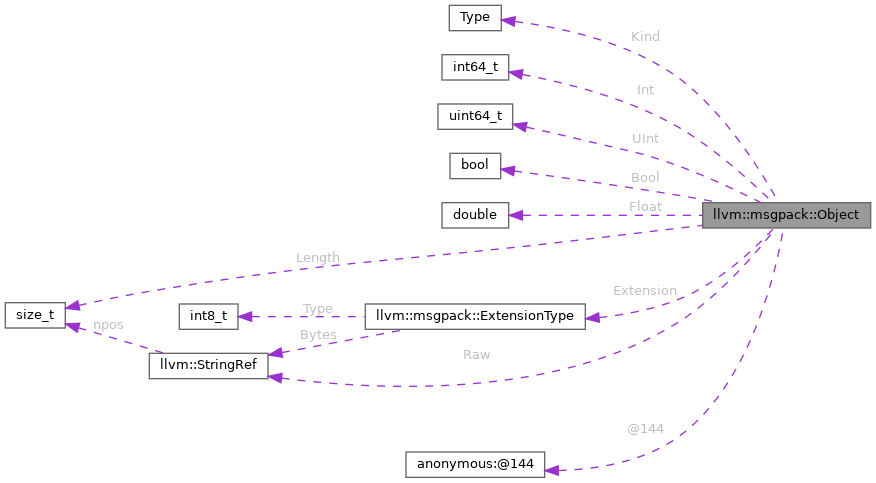 Type
Kind
int64_t
Int
uint64_t
UInt
bool
Bool
double
Float
llvm::msgpack::Object
Length
Extension
size_t
int8_t
Type
llvm::msgpack::ExtensionType
npos
Bytes
llvm::StringRef
Raw
@144
anonymous:@144